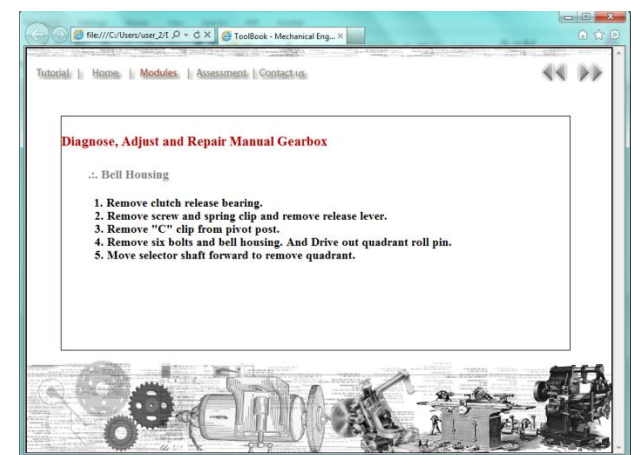 file:///C:/Users/user_2/E
ToolBook - Mechanical Eng...
Tutorial | Home | Modules | Assessment | Contact us
Diagnose, Adjust and Repair Manual Gearbox
.:. Bell Housing
1. Remove clutch release bearing.
2. Remove screw and spring clip and remove release lever.
3. Remove "C" clip from pivot post.
4. Remove six bolts and bell housing. And Drive out quadrant roll pin.
5. Move selector shaft forward to remove quadrant.